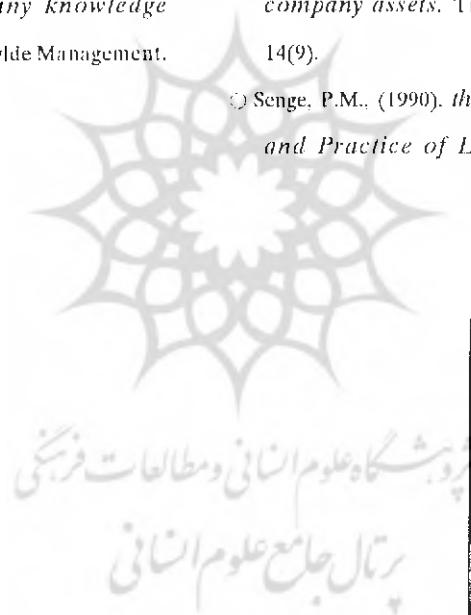 any knowledge
wide Management.
company assets. T
14(9).
Senge, P.M., (1990). th
and Practice of L
پژوهشگاه علوم انسانی و مطالعات فرهنگی
پرتال جامع علوم انسانی